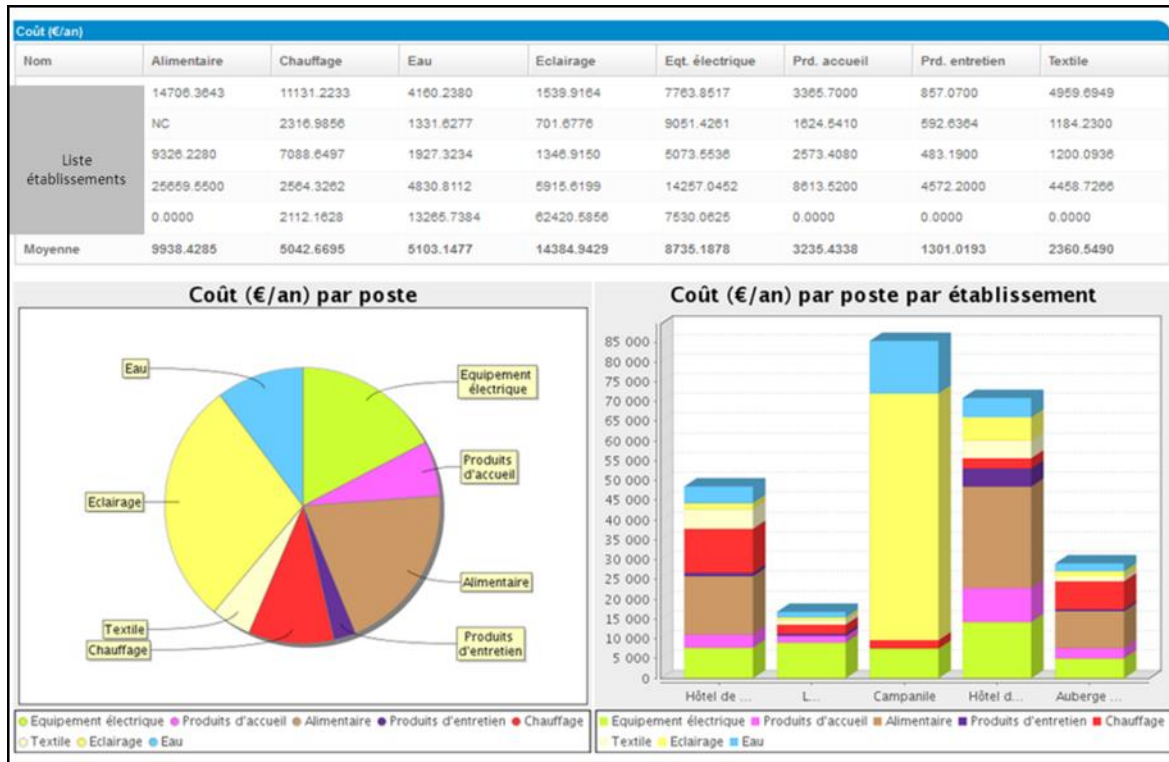 Coût (€/an)
Nom Alimentaire Chauffage Eau Eclairage Eqt. électrique Prd. accueil Prd. entretien Textile
14706.3643 11131.2233 4160.2380 1539.9164 7763.8517 3365.7000 857.0700 4959.6949
NC 2316.9856 1331.6277 701.6776 9051.4261 1624.5410 592.6364 1184.2300
Liste
établissements
9326.2280 7088.6497 1927.3234 1346.9150 5073.5536 2573.4080 483.1900 1200.0936
25659.5500 2564.3262 4830.8112 5915.6199 14257.0452 8613.5200 4572.2000 4458.7266
0.0000 2112.1628 13265.7384 62420.5856 7530.0625 0.0000 0.0000 0.0000
Moyenne 9938.4285 5042.6695 5103.1477 14384.9429 8735.1878 3235.4338 1301.0193 2360.5490
Coût (€/an) par poste
Eau
Equipement
électrique
Produits
d'accueil
Eclairage
Alimentaire
Textile
Chauffage
Produits
d'entretien
Equipement électrique Produits d'accueil Alimentaire Produits d'entretien Chauffage
Textile Eclairage Eau
Coût (€/an) par poste par établissement
85 000
80 000
75 000
70 000
65 000
60 000
55 000
50 000
45 000
40 000
35 000
30 000
25 000
20 000
15 000
10 000
5 000
0
Hôtel de ... L... Campanile Hôtel d... Auberge ...
Equipement électrique Produits d'accueil Alimentaire Produits d'entretien Chauffage
Textile Eclairage Eau